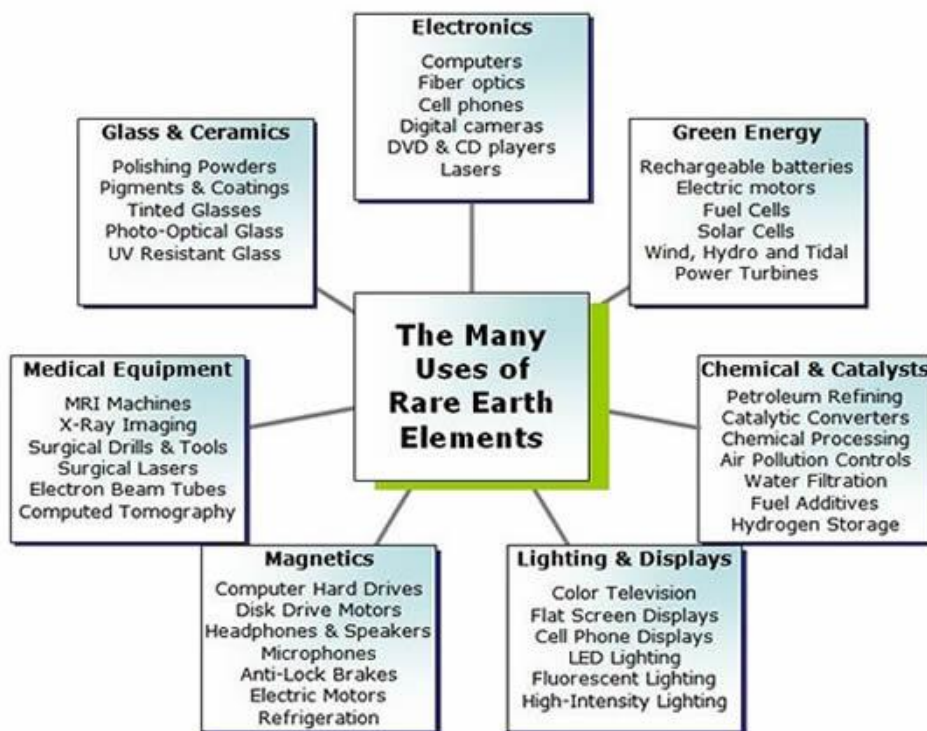 Electronics
Computers
Fiber optics
Cell phones
Digital cameras
DVD & CD players
Lasers
Glass & Ceramics
Polishing Powders
Pigments & Coatings
Tinted Glasses
Photo-Optical Glass
UV Resistant Glass
Green Energy
Rechargeable batteries
Electric motors
Fuel Cells
Solar Cells
Wind, Hydro and Tidal
Power Turbines
The Many
Uses of
Rare Earth
Elements
Medical Equipment
MRI Machines
X-Ray Imaging
Surgical Drills & Tools
Surgical Lasers
Electron Beam Tubes
Computed Tomography
Chemical & Catalysts
Petroleum Refining
Catalytic Converters
Chemical Processing
Air Pollution Controls
Water Filtration
Fuel Additives
Hydrogen Storage
Magnetics
Computer Hard Drives
Disk Drive Motors
Headphones & Speakers
Microphones
Anti-Lock Brakes
Electric Motors
Refrigeration
Lighting & Displays
Color Television
Flat Screen Displays
Cell Phone Displays
LED Lighting
Fluorescent Lighting
High-Intensity Lighting